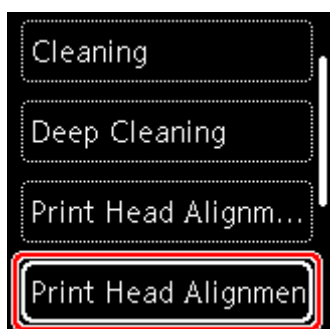 Cleaning
Deep Cleaning
Print Head Alignm...
Print Head Alignmen